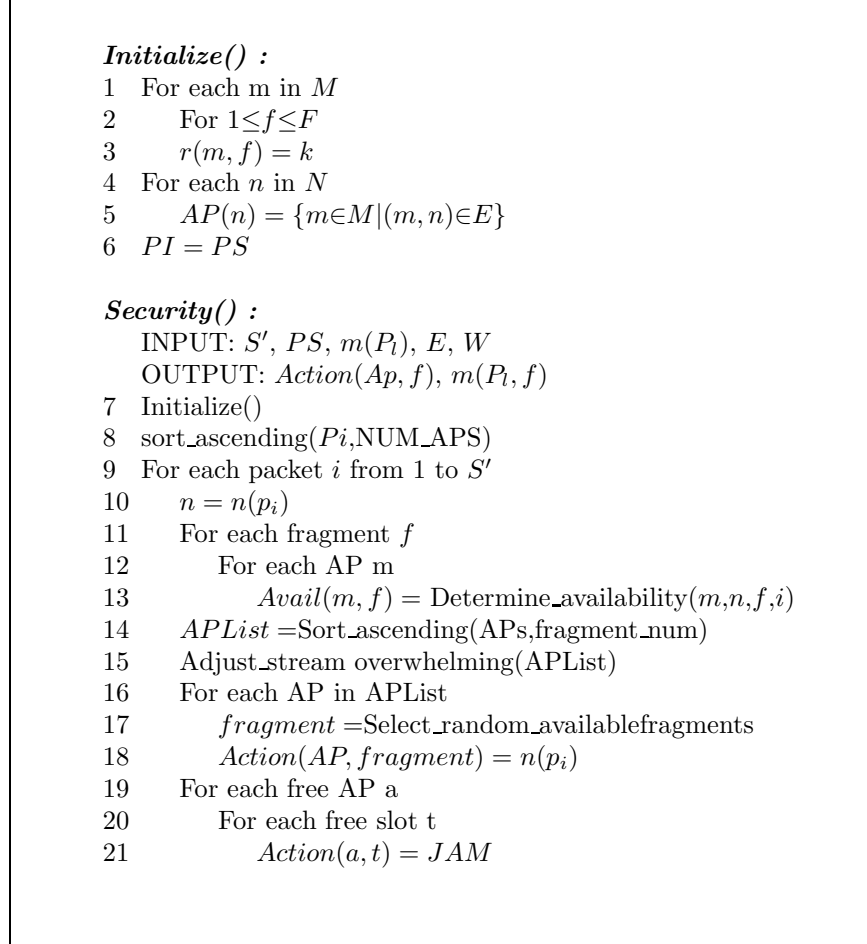 Initialize() :
1 For each m in M
2 For 1≤f≤F
3 r(m, f) = k
4 For each n in N
5 AP(n) = {m∈M|(m, n)∈E}
6 PI = PS
Security() :
INPUT: S′, PS, m(P_l), E, W
OUTPUT: Action(Ap, f), m(P_l, f)
7 Initialize()
8 sort_ascending(Pi,NUM_APS)
9 For each packet i from 1 to S′
10 n = n(p_i)
11 For each fragment f
12 For each AP m
13 Avail(m, f) = Determine_availability(m,n,f,i)
14 APList =Sort_ascending(APs,fragment_num)
15 Adjust_stream overwhelming(APList)
16 For each AP in APList
17 fragment =Select_random_availablefragments
18 Action(AP, fragment) = n(p_i)
19 For each free AP a
20 For each free slot t
21 Action(a, t) = JAM